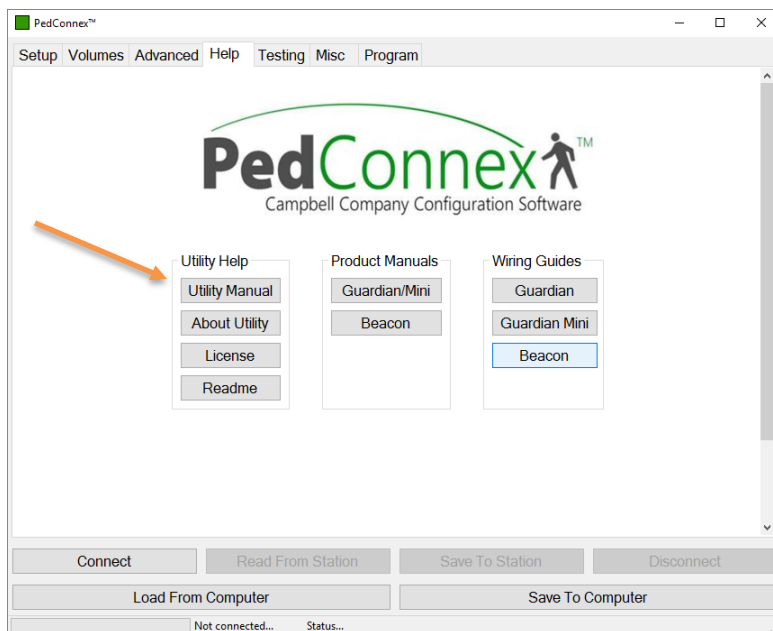 PedConnex™
Setup Volumes Advanced Help Testing Misc Program
PedConnex™
Campbell Company Configuration Software
Utility Help Product Manuals Wiring Guides
Utility Manual Guardian/Mini Guardian
About Utility Beacon Guardian Mini
License Beacon
Readme
Connect Read From Station Save To Station Disconnect
Load From Computer Save To Computer
Not connected... Status...